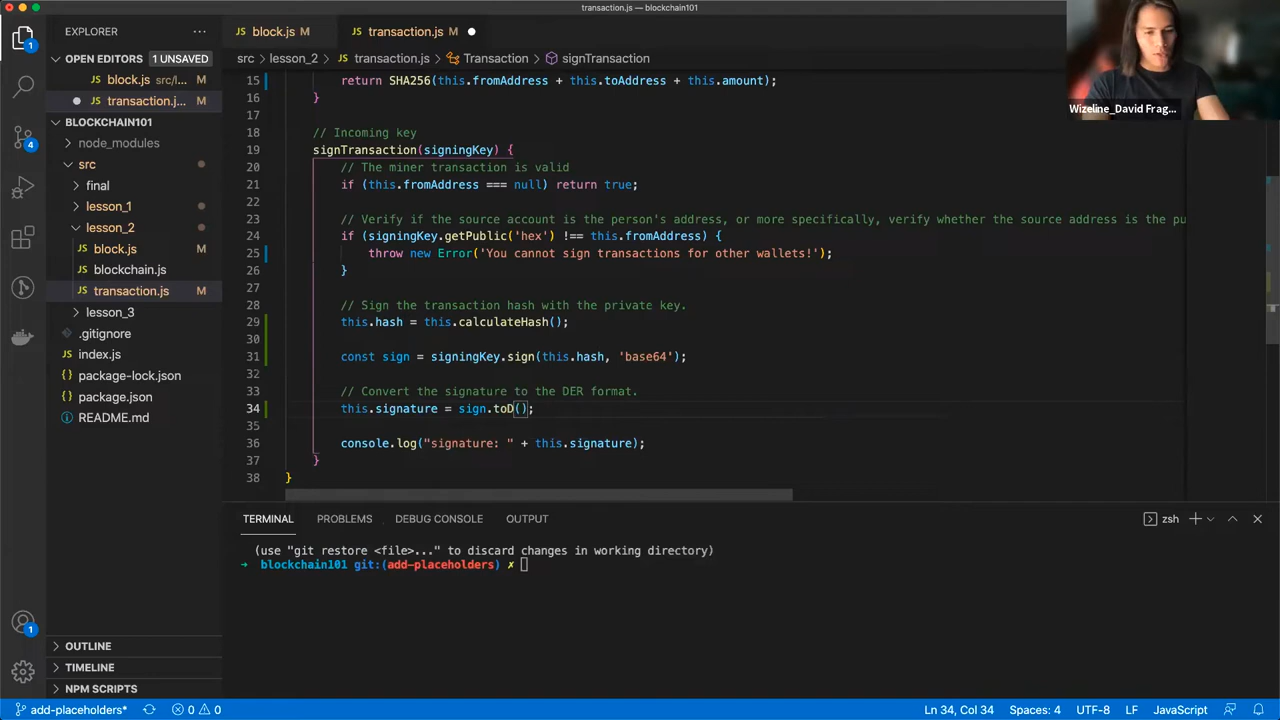 transaction.js — blockchain101
EXPLORER
OPEN EDITORS 1 UNSAVED
JS block.js src/l... M
JS transaction.j... M
BLOCKCHAIN101
node_modules
src
final
lesson_1
lesson_2
JS block.js M
JS blockchain.js
JS transaction.js M
lesson_3
.gitignore
JS index.js
{} package-lock.json
{} package.json
README.md
OUTLINE
TIMELINE
NPM SCRIPTS
1
4
1
JS block.js M
JS transaction.js M
src > lesson_2 > JS transaction.js > Transaction > signTransaction
15 return SHA256(this.fromAddress + this.toAddress + this.amount);
16 }
17
18 // Incoming key
19 signTransaction(signingKey) {
20 // The miner transaction is valid
21 if (this.fromAddress === null) return true;
22
23 // Verify if the source account is the person's address, or more specifically, verify whether the source address is the pu
24 if (signingKey.getPublic('hex') !== this.fromAddress) {
25 throw new Error('You cannot sign transactions for other wallets!');
26 }
27
28 // Sign the transaction hash with the private key.
29 this.hash = this.calculateHash();
30
31 const sign = signingKey.sign(this.hash, 'base64');
32
33 // Convert the signature to the DER format.
34 this.signature = sign.toD();
35
36 console.log("signature: " + this.signature);
37 }
38 }
Wizeline_David Frag...
TERMINAL PROBLEMS DEBUG CONSOLE OUTPUT
zsh
(use "git restore <file>..." to discard changes in working directory)
→ blockchain101 git:(add-placeholders) ✗
add-placeholders* 0 0
Ln 34, Col 34 Spaces: 4 UTF-8 LF JavaScript